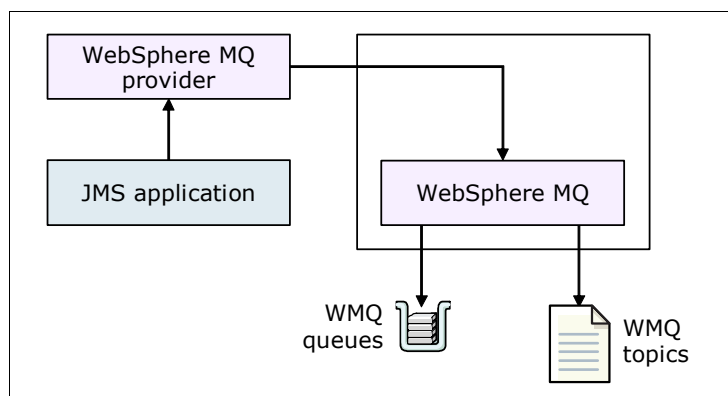 WebSphere MQ
provider
JMS application
WebSphere MQ
WMQ
queues
WMQ
topics